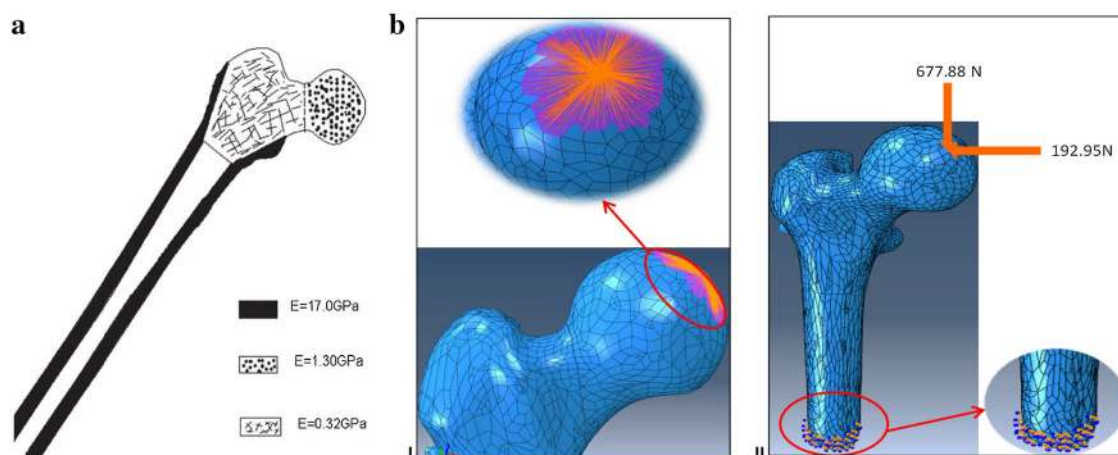 a
b
E=17.0GPa
E=1.30GPa
E=0.32GPa
I
677.88 N
192.95N
II